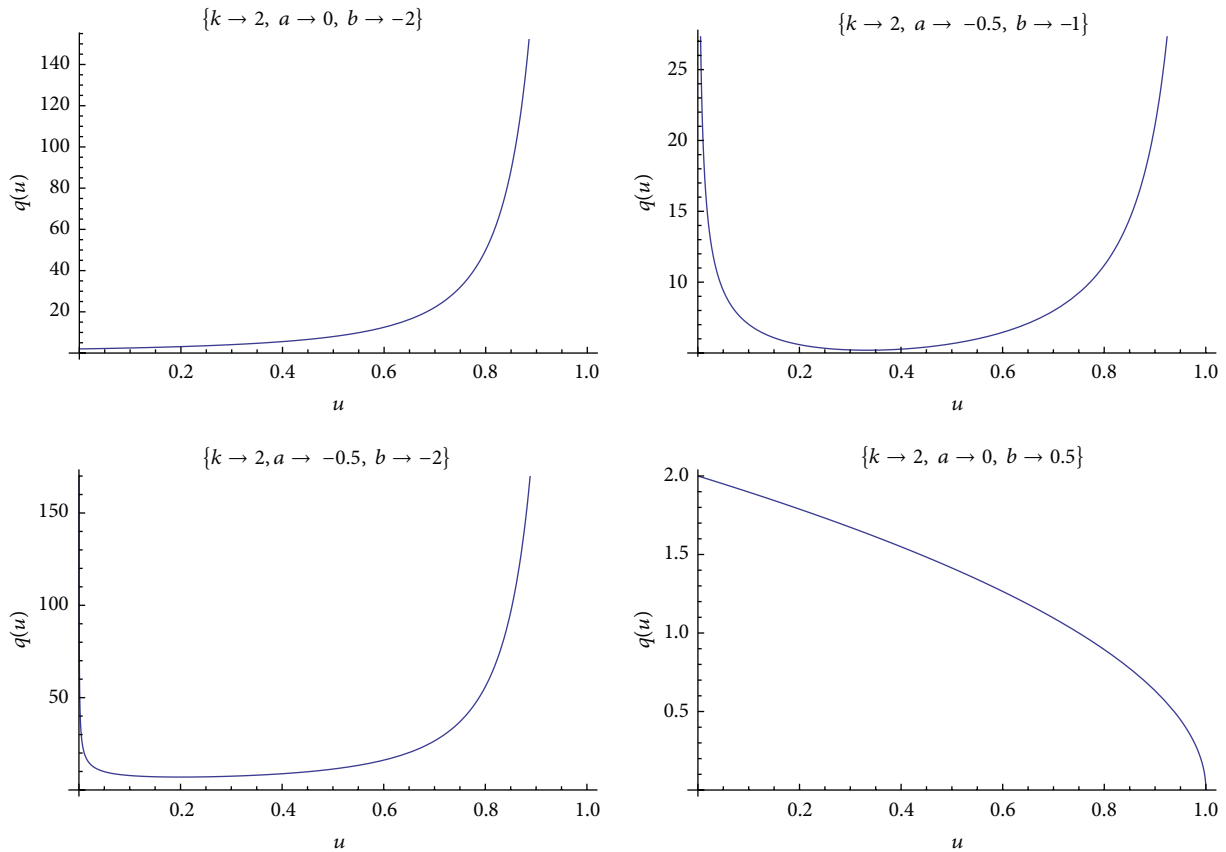 {k → 2, a → 0, b → −2}
140
120
100
80
60
40
20
q(u)
0.2 0.4 0.6 0.8 1.0
u
{k → 2, a → −0.5, b → −1}
25
20
15
10
q(u)
0.2 0.4 0.6 0.8 1.0
u
{k → 2, a → −0.5, b → −2}
150
100
50
q(u)
0.2 0.4 0.6 0.8 1.0
u
{k → 2, a → 0, b → 0.5}
2.0
1.5
1.0
0.5
q(u)
0.2 0.4 0.6 0.8 1.0
u